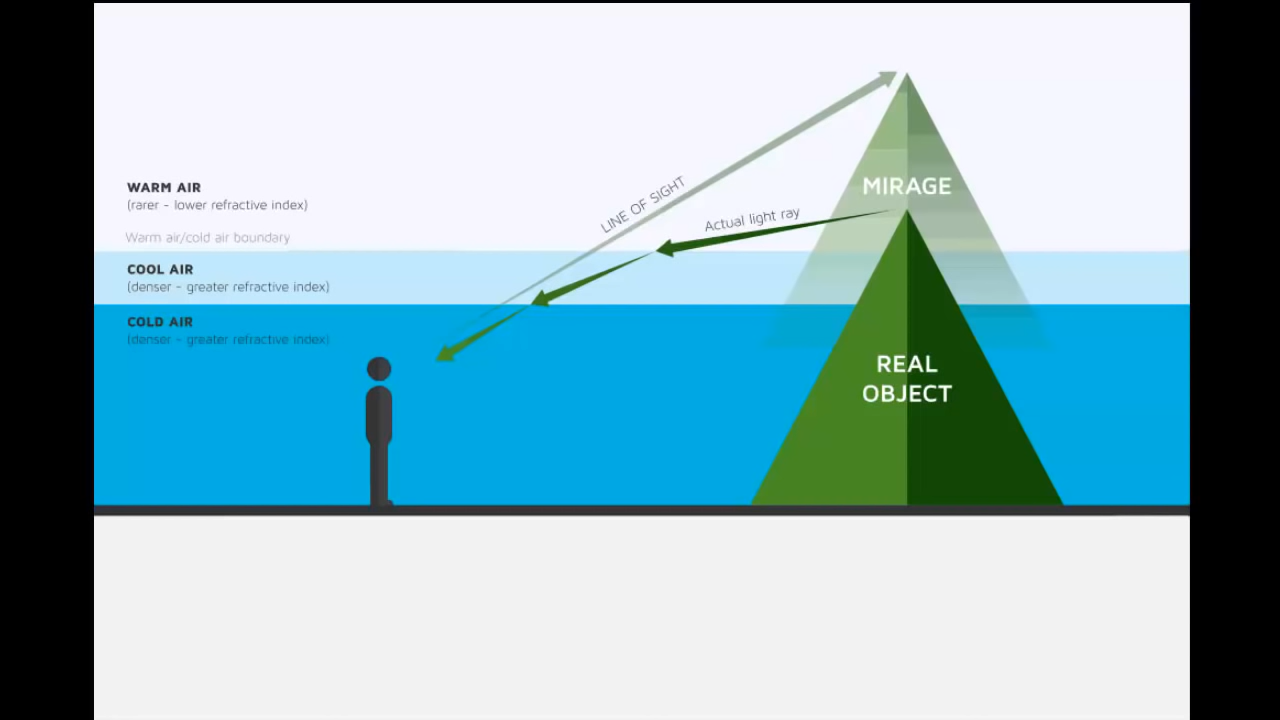 WARM AIR
(rarer - lower refractive index)
Warm air/cold air boundary
COOL AIR
(denser - greater refractive index)
COLD AIR
(denser - greater refractive index)
LINE OF SIGHT
Actual light ray
MIRAGE
REAL
OBJECT